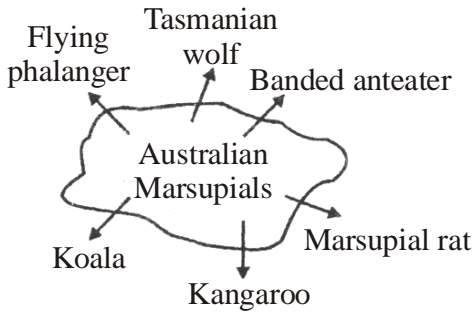 Tasmanian
wolf
Flying
phalanger
Banded anteater
Australian
Marsupials
Marsupial rat
Koala
Kangaroo